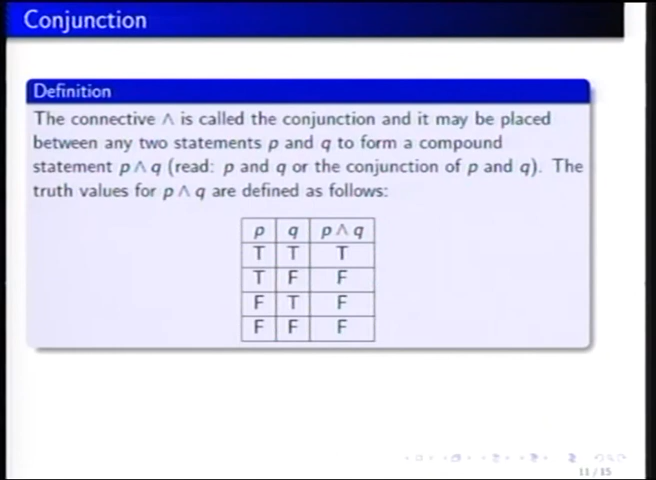 Conjunction
Definition
The connective ∧ is called the conjunction and it may be placed
between any two statements p and q to form a compound
statement p ∧ q (read: p and q or the conjunction of p and q). The
truth values for p ∧ q are defined as follows:
p q p ∧ q
T T T
T F F
F T F
F F F
11/15